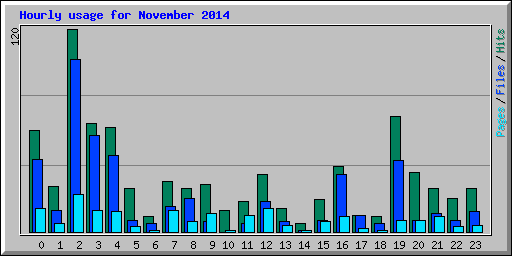 Hourly usage for November 2014
120
Pages/Files/Hits
0 1 2 3 4 5 6 7 8 9 10 11 12 13 14 15 16 17 18 19 20 21 22 23